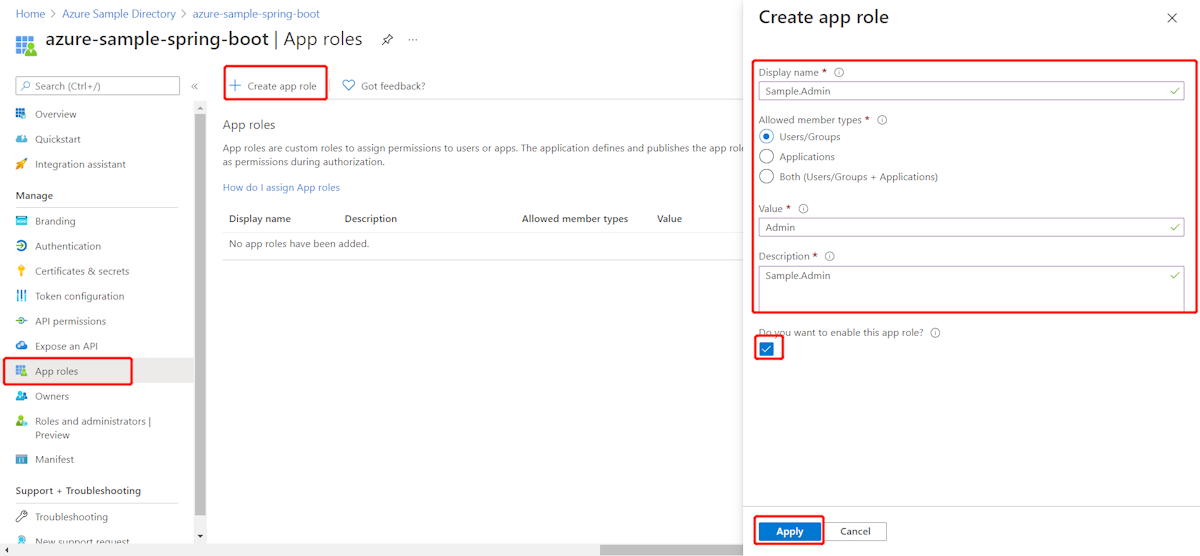 Home > Azure Sample Directory > azure-sample-spring-boot
azure-sample-spring-boot | App roles
Search (Ctrl+/)
«
Overview
Quickstart
Integration assistant
Manage
Branding
Authentication
Certificates & secrets
Token configuration
API permissions
Expose an API
App roles
Owners
Roles and administrators |
Preview
Manifest
Support + Troubleshooting
Troubleshooting
New support request
+ Create app role
Got feedback?
App roles
App roles are custom roles to assign permissions to users or apps. The application defines and publishes the app role
as permissions during authorization.
How do I assign App roles
Display name Description Allowed member types Value
No app roles have been added.
Create app role
Display name *
Sample.Admin
Allowed member types *
Users/Groups
Applications
Both (Users/Groups + Applications)
Value *
Admin
Description *
Sample.Admin
Do you want to enable this app role?
Apply Cancel